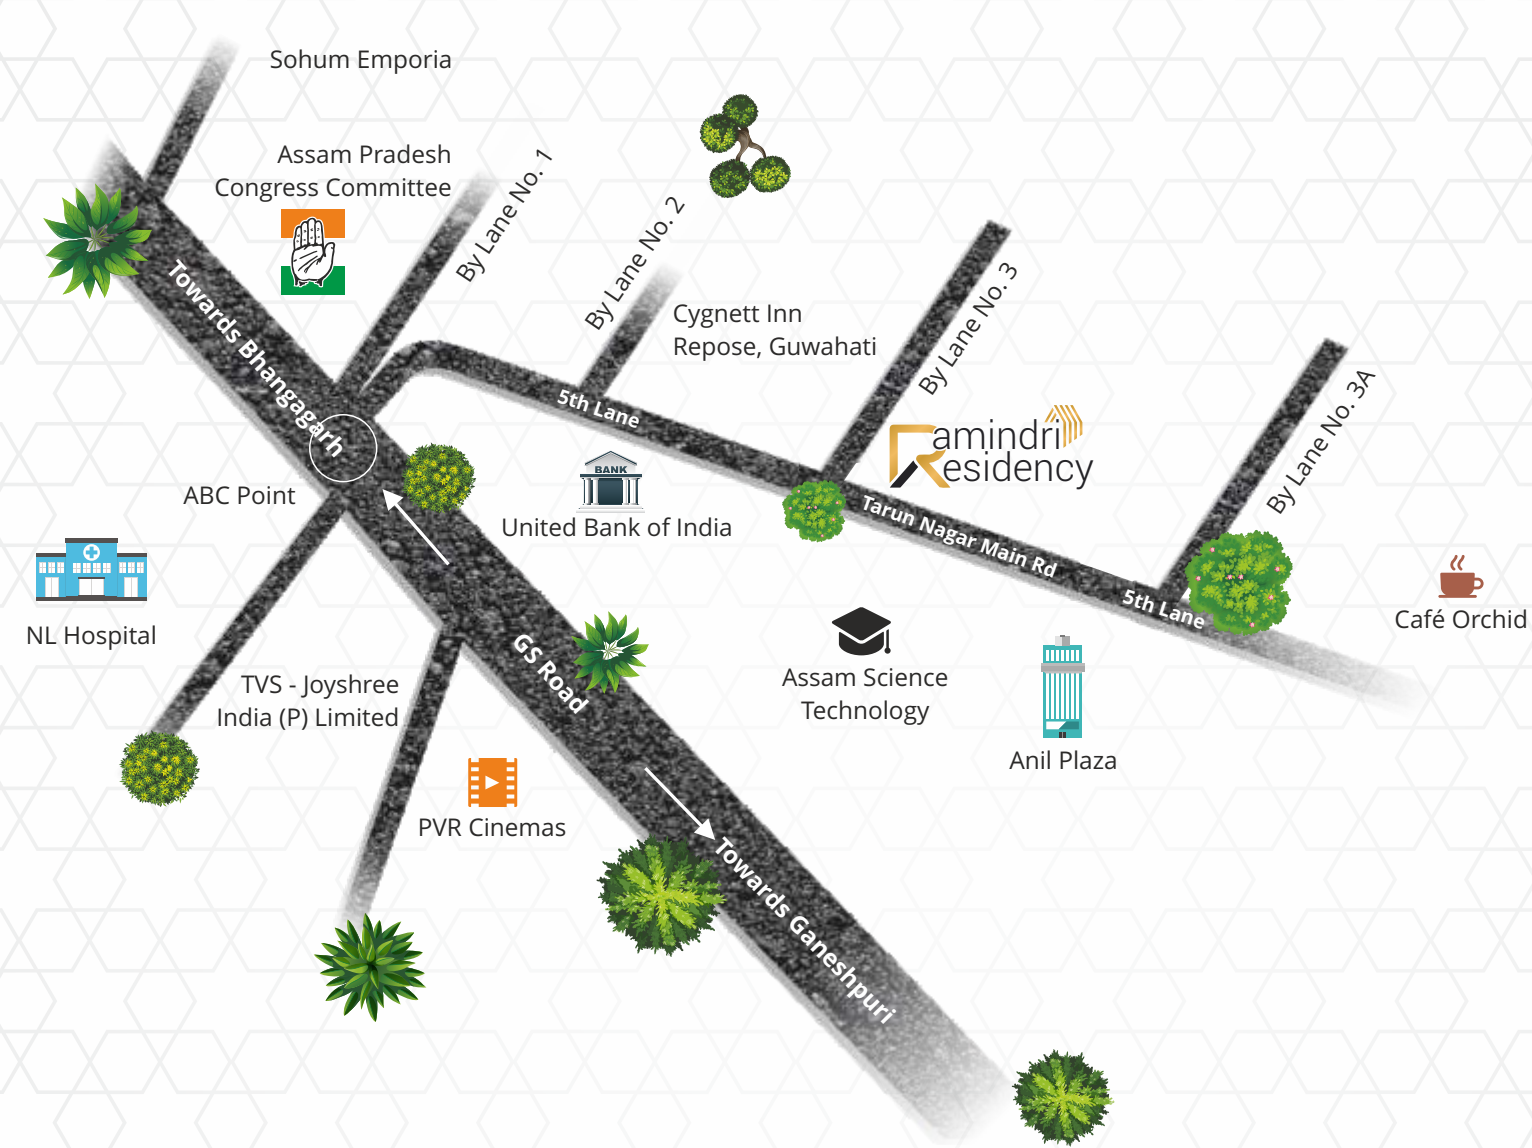 Sohum Emporia
Assam Pradesh
Congress Committee
By Lane No. 1
By Lane No. 2
Towards Bhangagarh
Cygnett Inn
Repose, Guwahati
By Lane No. 3
By Lane No. 3A
5th Lane
Ramindri
Residency
BANK
United Bank of India
ABC Point
Tarun Nagar Main Rd
5th Lane
NL Hospital
Café Orchid
GS Road
TVS - Joyshree
India (P) Limited
Assam Science
Technology
Anil Plaza
PVR Cinemas
Towards Ganeshpuri